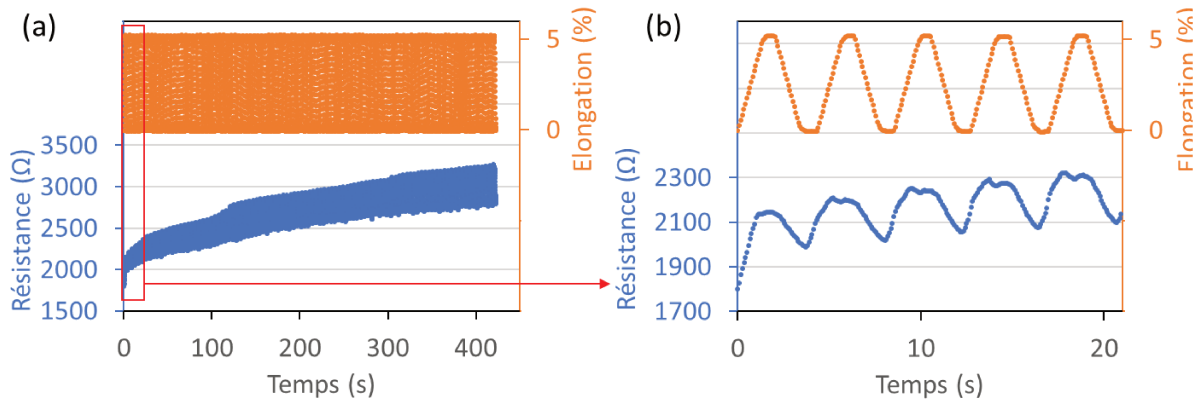 (a)
Résistance (Ω)
3500
3000
2500
2000
1500
0
100
200
300
400
Temps (s)
5
0
Elongation (%)
(b)
Résistance (Ω)
2300
2100
1900
1700
0
10
20
Temps (s)
5
0
Elongation (%)